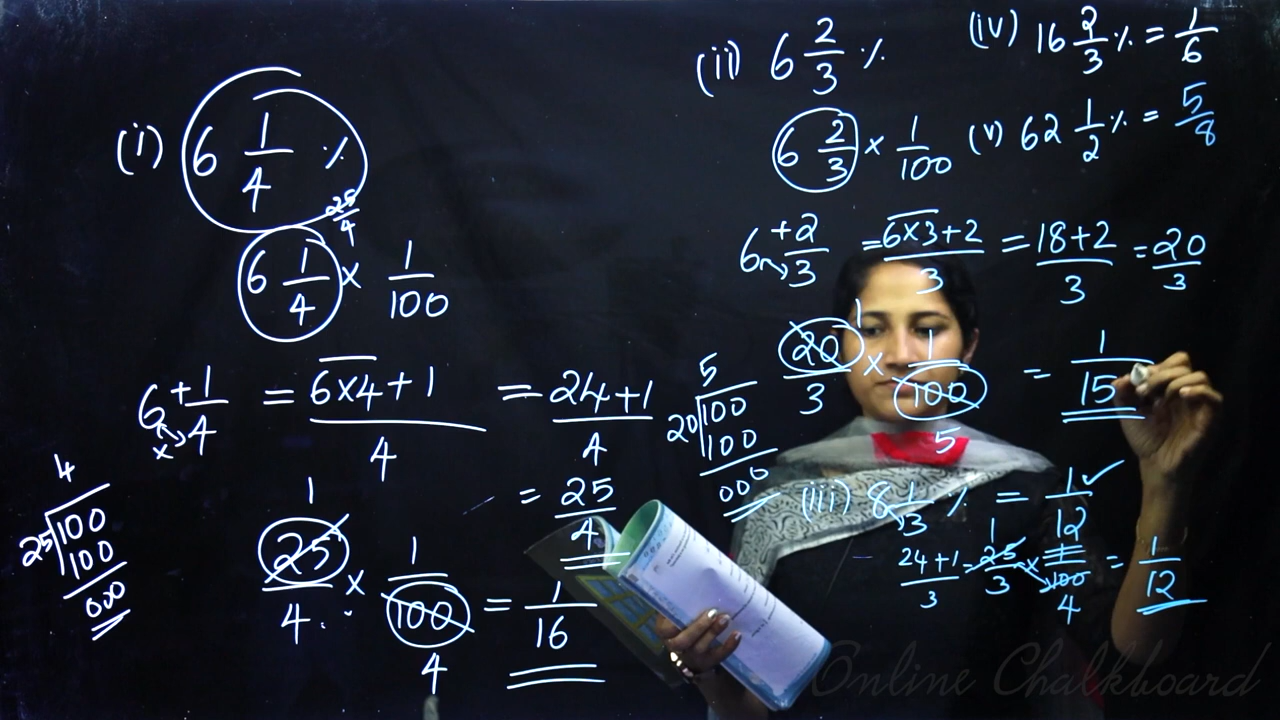 (i) 6 1/4 %
25/4
6 1/4 × 1/100
6 + 1/4 = (6×4+1)/4 = (24+1)/4
×
= 25/4
4
25 100
100
000
1
25/4 × 1/100 = 1/16
4
(ii) 6 2/3 %
6 2/3 × 1/100
6 + 2/3 = (6×3+2)/3 = (18+2)/3 = 20/3
1
20/3 × 1/100 = 1/15
5
5
20 100
100
000
(iii) 8 1/3 % = 1/12 ✓
1
(24+1)/3 = 25/3 × 1/100 = 1/12
4
(iv) 16 2/3 % = 1/6
(v) 62 1/2 % = 5/8
Online Chalkboard